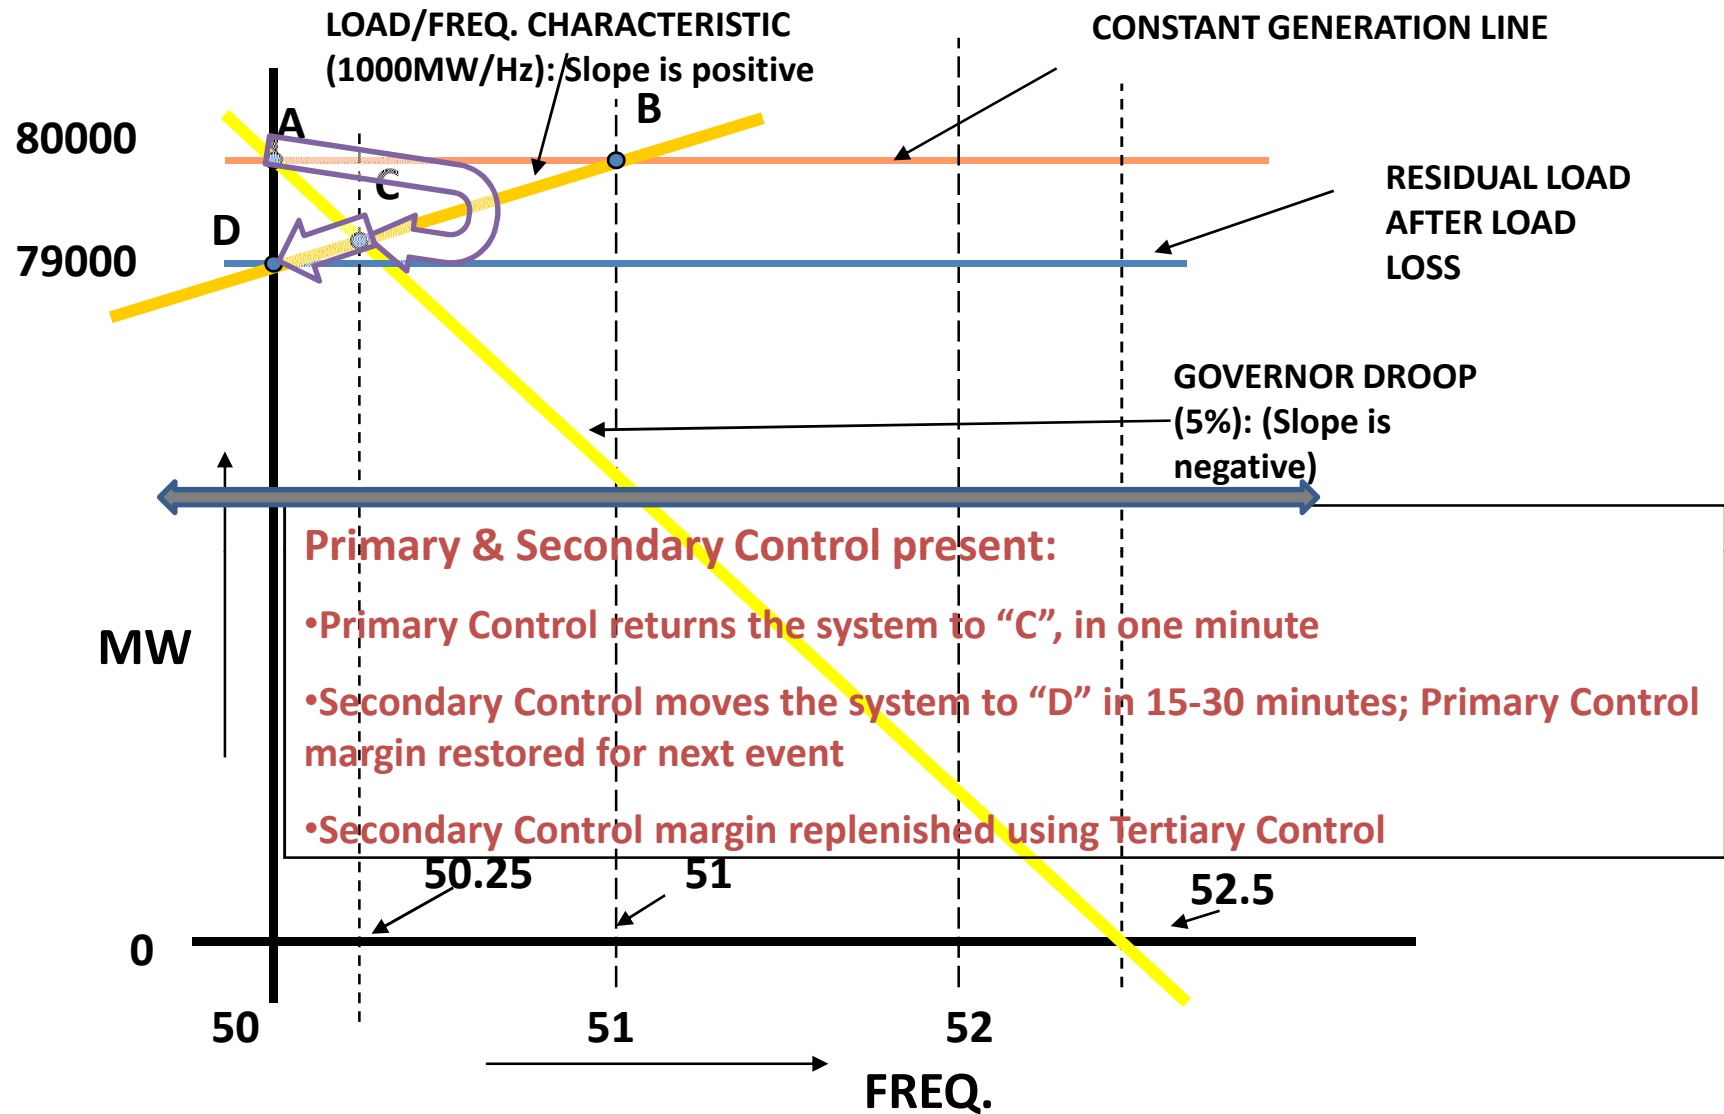 LOAD/FREQ. CHARACTERISTIC
(1000MW/Hz): Slope is positive
CONSTANT GENERATION LINE
A
B
80000
C
RESIDUAL LOAD
AFTER LOAD
LOSS
D
79000
GOVERNOR DROOP
(5%): (Slope is
negative)
Primary & Secondary Control present:
•Primary Control returns the system to “C”, in one minute
MW
•Secondary Control moves the system to “D” in 15-30 minutes; Primary Control
margin restored for next event
•Secondary Control margin replenished using Tertiary Control
50.25
51
52.5
0
50
51
52
FREQ.